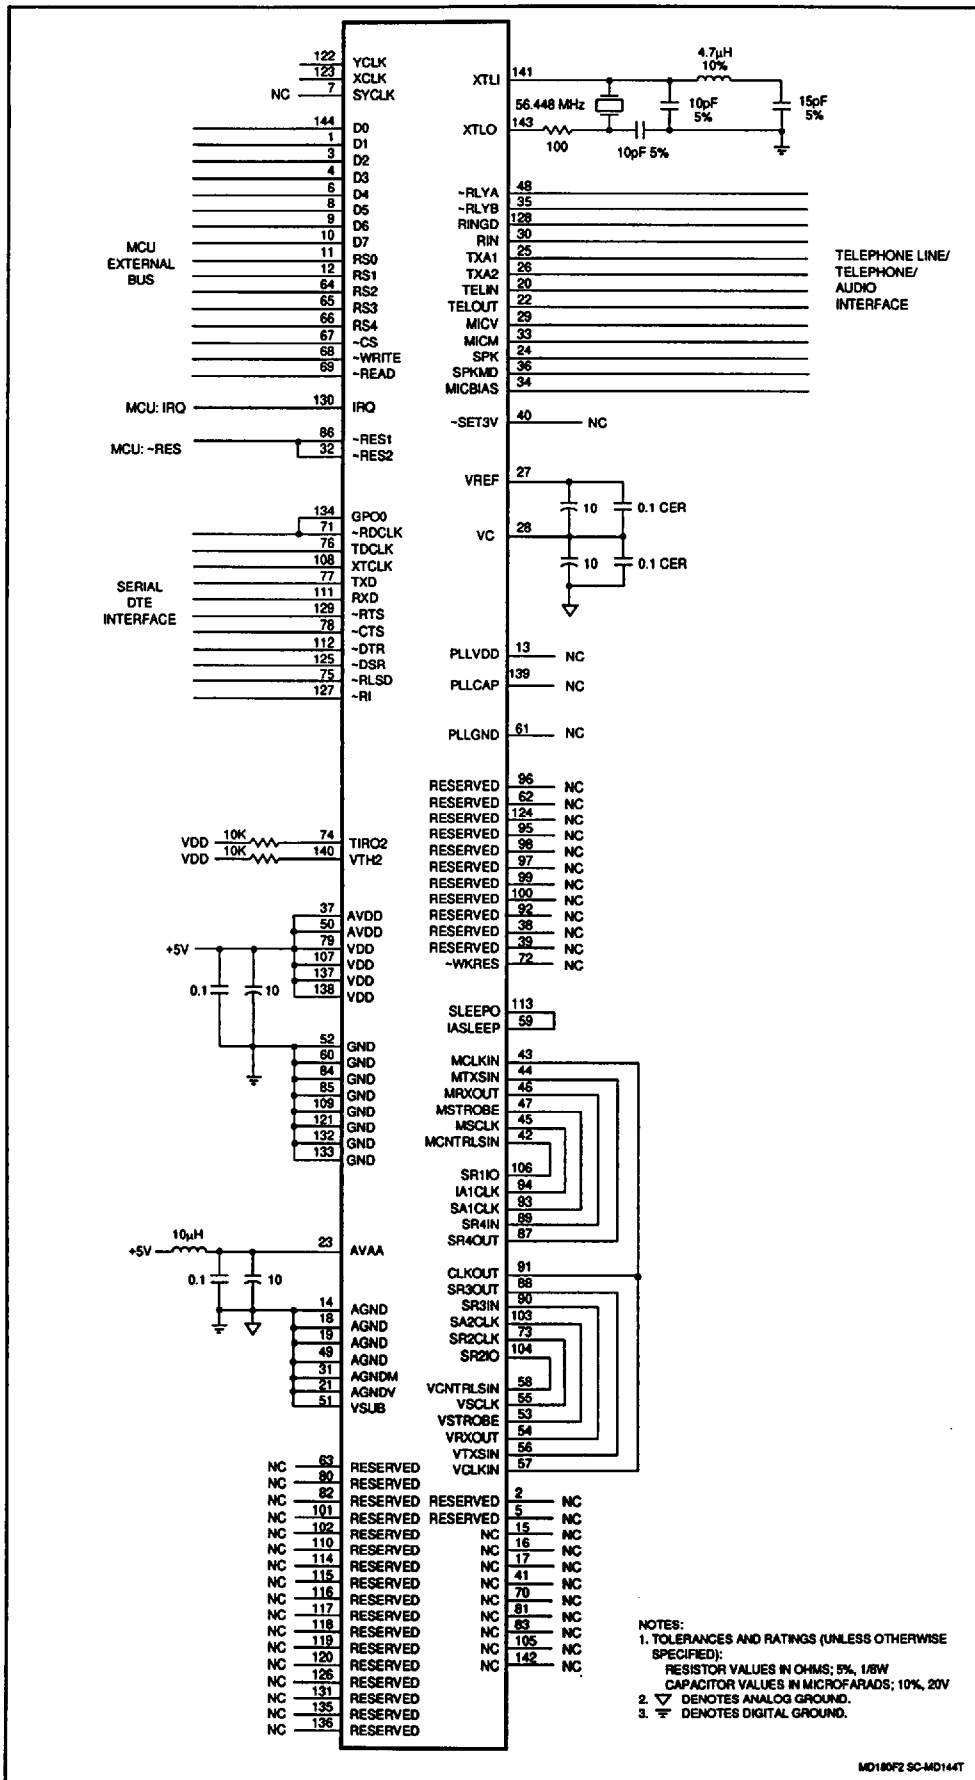 122 YCLK
123 XCLK
NC 7 SYCLK
MCU
EXTERNAL
BUS
144 D0
1 D1
3 D2
4 D3
6 D4
8 D5
9 D6
10 D7
11 RS0
12 RS1
64 RS2
65 RS3
66 RS4
67 ~CS
68 ~WRITE
69 ~READ
MCU: IRQ 130 IRQ
MCU: ~RES
86 ~RES1
32 ~RES2
SERIAL
DTE
INTERFACE
134 GPO0
71 ~RDCLK
76 TDCLK
108 XTCLK
77 TXD
111 RXD
129 ~RTS
78 ~CTS
112 ~DTR
125 ~DSR
75 ~RLSD
127 ~RI
VDD 10K 74 TIRO2
VDD 10K 140 VTH2
+5V
0.1 10
37 AVDD
50 AVDD
79 VDD
107 VDD
137 VDD
138 VDD
52 GND
60 GND
84 GND
85 GND
109 GND
121 GND
132 GND
133 GND
+5V 10µH 23 AVAA
0.1 10
14 AGND
18 AGND
19 AGND
49 AGND
31 AGNDM
21 AGNDV
51 VSUB
NC 63 RESERVED
NC 80 RESERVED
NC 82 RESERVED
NC 101 RESERVED
NC 102 RESERVED
NC 110 RESERVED
NC 114 RESERVED
NC 115 RESERVED
NC 116 RESERVED
NC 117 RESERVED
NC 118 RESERVED
NC 119 RESERVED
NC 120 RESERVED
NC 126 RESERVED
NC 131 RESERVED
NC 135 RESERVED
NC 136 RESERVED
XTLI 141
4.7µH
10%
56.448 MHz
10pF
5%
15pF
5%
XTLO 143
100
10pF 5%
~RLYA 48
~RLYB 35
RINGD 128
RIN 30
TXA1 25
TXA2 26
TELIN 20
TELOUT 22
MICV 29
MICM 33
SPK 24
SPKMD 36
MICBIAS 34
TELEPHONE LINE/
TELEPHONE/
AUDIO
INTERFACE
~SET3V 40 NC
VREF 27
10 0.1 CER
VC 28
10 0.1 CER
PLLVDD 13 NC
PLLCAP 139 NC
PLLGND 61 NC
RESERVED 96 NC
RESERVED 62 NC
RESERVED 124 NC
RESERVED 95 NC
RESERVED 98 NC
RESERVED 97 NC
RESERVED 99 NC
RESERVED 100 NC
RESERVED 92 NC
RESERVED 38 NC
RESERVED 39 NC
~WKRES 72 NC
SLEEPO 113
IASLEEP 59
MCLKIN 43
MTXSIN 44
MRXOUT 46
MSTROBE 47
MSCLK 45
MCNTRLSIN 42
SR1IO 106
IA1CLK 94
SA1CLK 93
SR4IN 89
SR4OUT 87
CLKOUT 91
SR3OUT 88
SR3IN 90
SA2CLK 103
SR2CLK 73
SR2IO 104
VCNTRLSIN 58
VSCLK 55
VSTROBE 53
VRXOUT 54
VTXSIN 56
VCLKIN 57
RESERVED 2 NC
RESERVED 5 NC
NC 15 NC
NC 16 NC
NC 17 NC
NC 41 NC
NC 70 NC
NC 81 NC
NC 83 NC
NC 105 NC
NC 142 NC
NOTES:
1. TOLERANCES AND RATINGS (UNLESS OTHERWISE
SPECIFIED):
RESISTOR VALUES IN OHMS; 5%, 1/8W
CAPACITOR VALUES IN MICROFARADS; 10%, 20V
2. DENOTES ANALOG GROUND.
3. DENOTES DIGITAL GROUND.
MD180F2 SC-MD144T